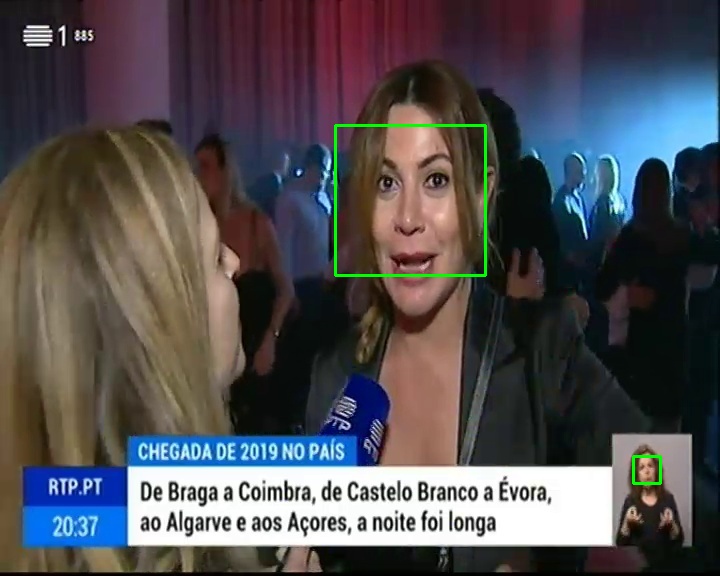 1 885
CHEGADA DE 2019 NO PAÍS
RTP.PT
De Braga a Coimbra, de Castelo Branco a Évora,
20:37
ao Algarve e aos Açores, a noite foi longa